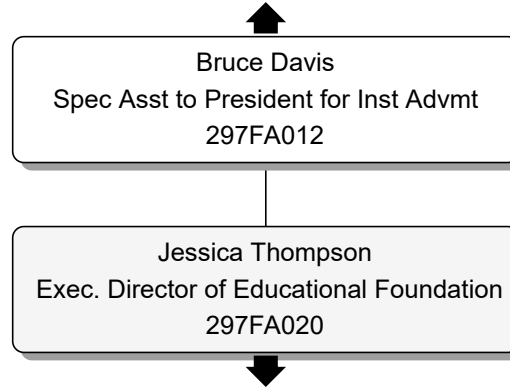 Bruce Davis
Spec Asst to President for Inst Advmt
297FA012
Jessica Thompson
Exec. Director of Educational Foundation
297FA020